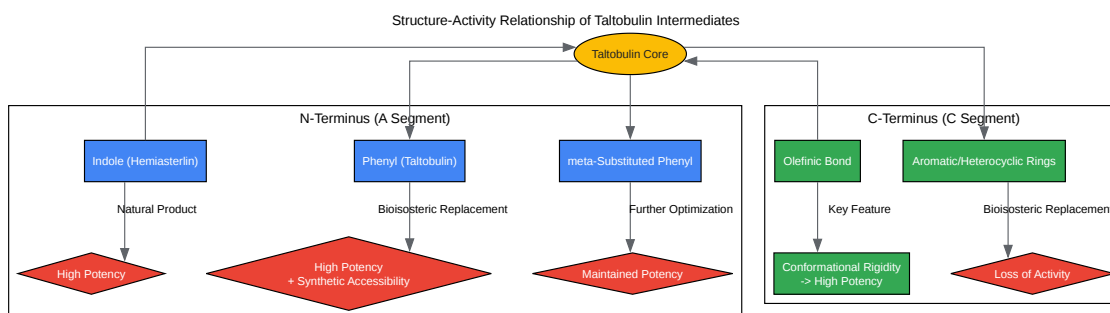 Structure-Activity Relationship of Taltobulin Intermediates
Taltobulin Core
N-Terminus (A Segment)
C-Terminus (C Segment)
Indole (Hemiasterlin)
Phenyl (Taltobulin)
meta-Substituted Phenyl
Olefinic Bond
Aromatic/Heterocyclic Rings
Natural Product
Bioisosteric Replacement
Further Optimization
Key Feature
Bioisosteric Replacement
High Potency
High Potency
+ Synthetic Accessibility
Maintained Potency
Conformational Rigidity
-> High Potency
Loss of Activity